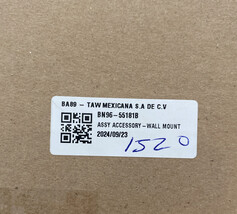 BA89 - TAW MEXICANA S.A DE C.V
BN96-55181B
ASSY ACCESSORY-WALL MOUNT
2024/09/23
1520